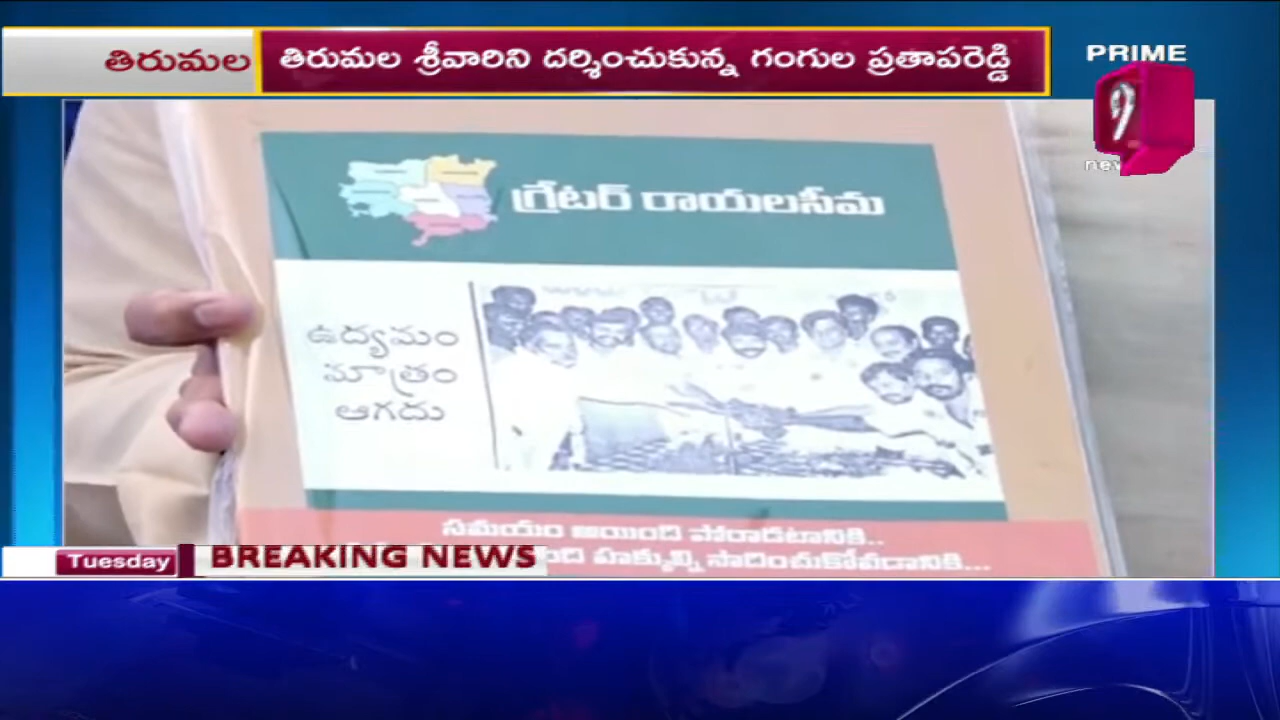 తిరుమల
తిరుమల శ్రీవారిని దర్శించుకున్న గంగుల ప్రతాపరెడ్డి
PRIME
9
news
గ్రేటర్ రాయలసీమ
ఉద్యమం
మాత్రం
ఆగదు
సమయం అయింది పోరాడటానికి..
హక్కుల్ని సాదించుకోవడానికి...
Tuesday
BREAKING NEWS